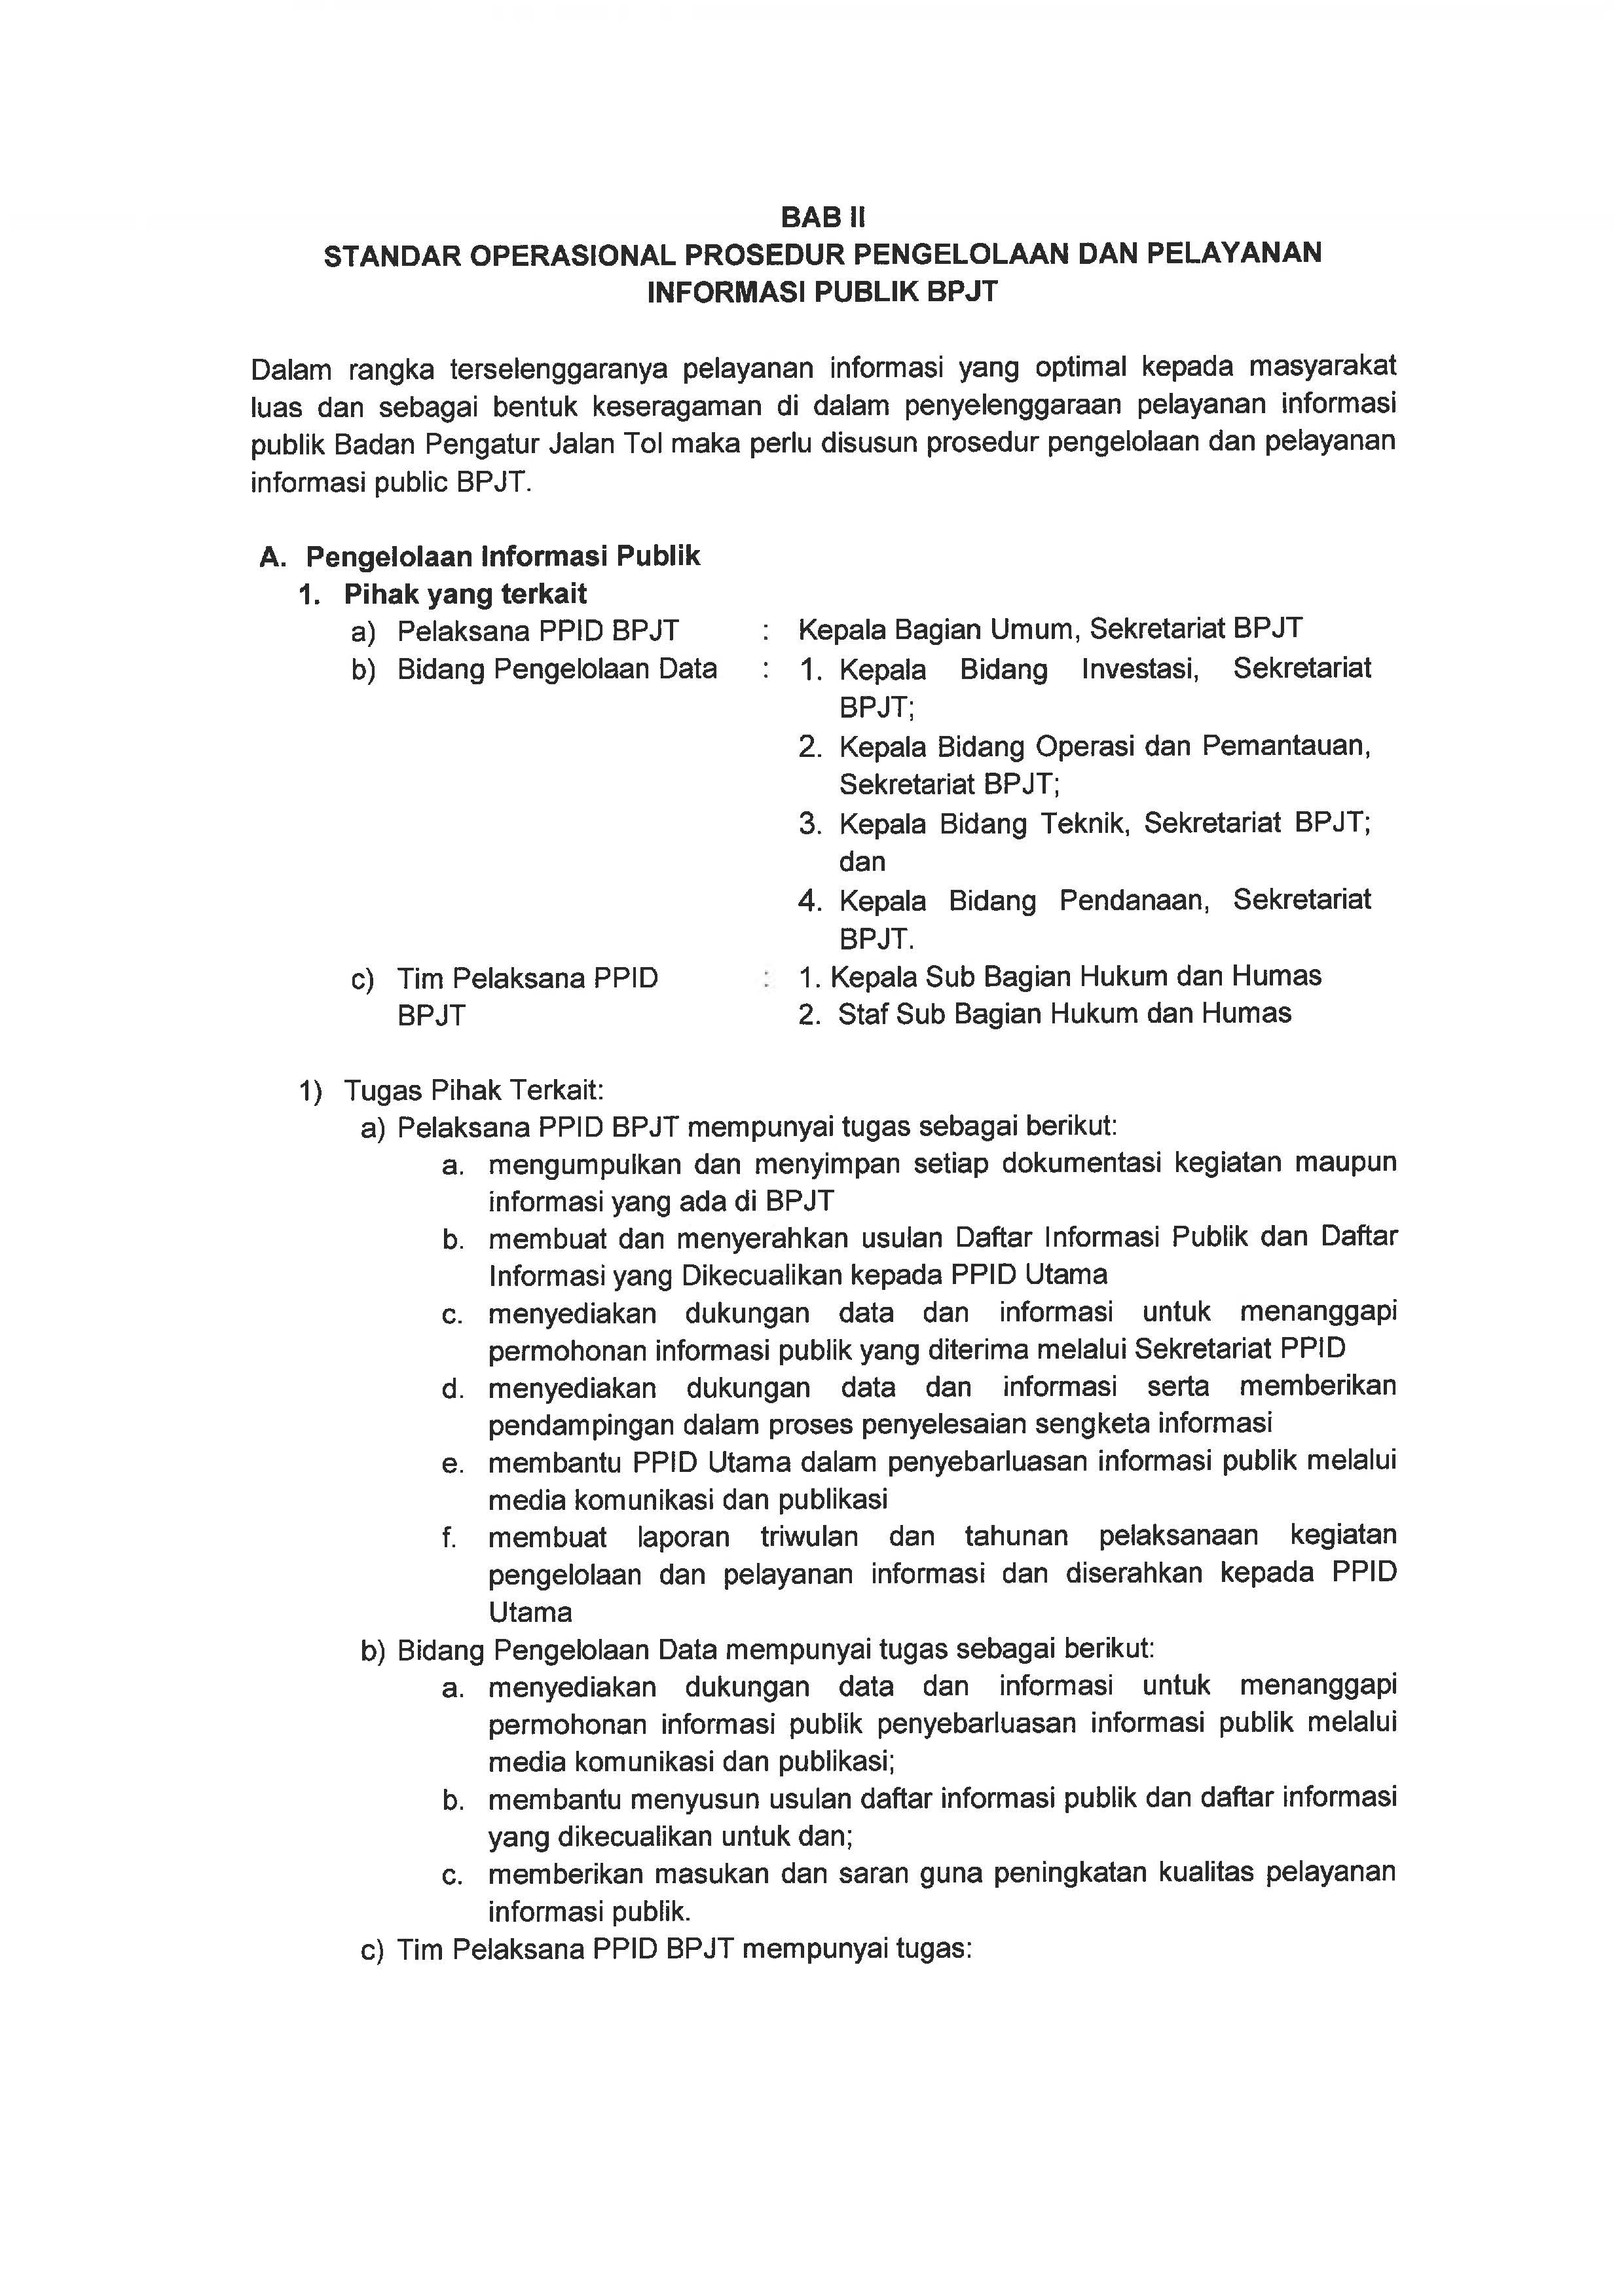 BAB II
STANDAR OPERASIONAL PROSEDUR PENGELOLAAN DAN PELAYANAN
INFORMASI PUBLIK BPJT
Dalam rangka terselenggaranya pelayanan informasi yang optimal kepada masyarakat
luas dan sebagai bentuk keseragaman di dalam penyelenggaraan pelayanan informasi
publik Badan Pengatur Jalan Tol maka perlu disusun prosedur pengelolaan dan pelayanan
informasi public BPJT.
A. Pengelolaan Informasi Publik
1. Pihak yang terkait
a) Pelaksana PPID BPJT : Kepala Bagian Umum, Sekretariat BPJT
b) Bidang Pengelolaan Data : 1. Kepala Bidang Investasi, Sekretariat
BPJT;
2. Kepala Bidang Operasi dan Pemantauan,
Sekretariat BPJT;
3. Kepala Bidang Teknik, Sekretariat BPJT;
dan
4. Kepala Bidang Pendanaan, Sekretariat
BPJT.
c) Tim Pelaksana PPID : 1. Kepala Sub Bagian Hukum dan Humas
BPJT 2. Staf Sub Bagian Hukum dan Humas
1) Tugas Pihak Terkait:
a) Pelaksana PPID BPJT mempunyai tugas sebagai berikut:
a. mengumpulkan dan menyimpan setiap dokumentasi kegiatan maupun
informasi yang ada di BPJT
b. membuat dan menyerahkan usulan Daftar Informasi Publik dan Daftar
Informasi yang Dikecualikan kepada PPID Utama
c. menyediakan dukungan data dan informasi untuk menanggapi
permohonan informasi publik yang diterima melalui Sekretariat PPID
d. menyediakan dukungan data dan informasi serta memberikan
pendampingan dalam proses penyelesaian sengketa informasi
e. membantu PPID Utama dalam penyebarluasan informasi publik melalui
media komunikasi dan publikasi
f. membuat laporan triwulan dan tahunan pelaksanaan kegiatan
pengelolaan dan pelayanan informasi dan diserahkan kepada PPID
Utama
b) Bidang Pengelolaan Data mempunyai tugas sebagai berikut:
a. menyediakan dukungan data dan informasi untuk menanggapi
permohonan informasi publik penyebarluasan informasi publik melalui
media komunikasi dan publikasi;
b. membantu menyusun usulan daftar informasi publik dan daftar informasi
yang dikecualikan untuk dan;
c. memberikan masukan dan saran guna peningkatan kualitas pelayanan
informasi publik.
c) Tim Pelaksana PPID BPJT mempunyai tugas: